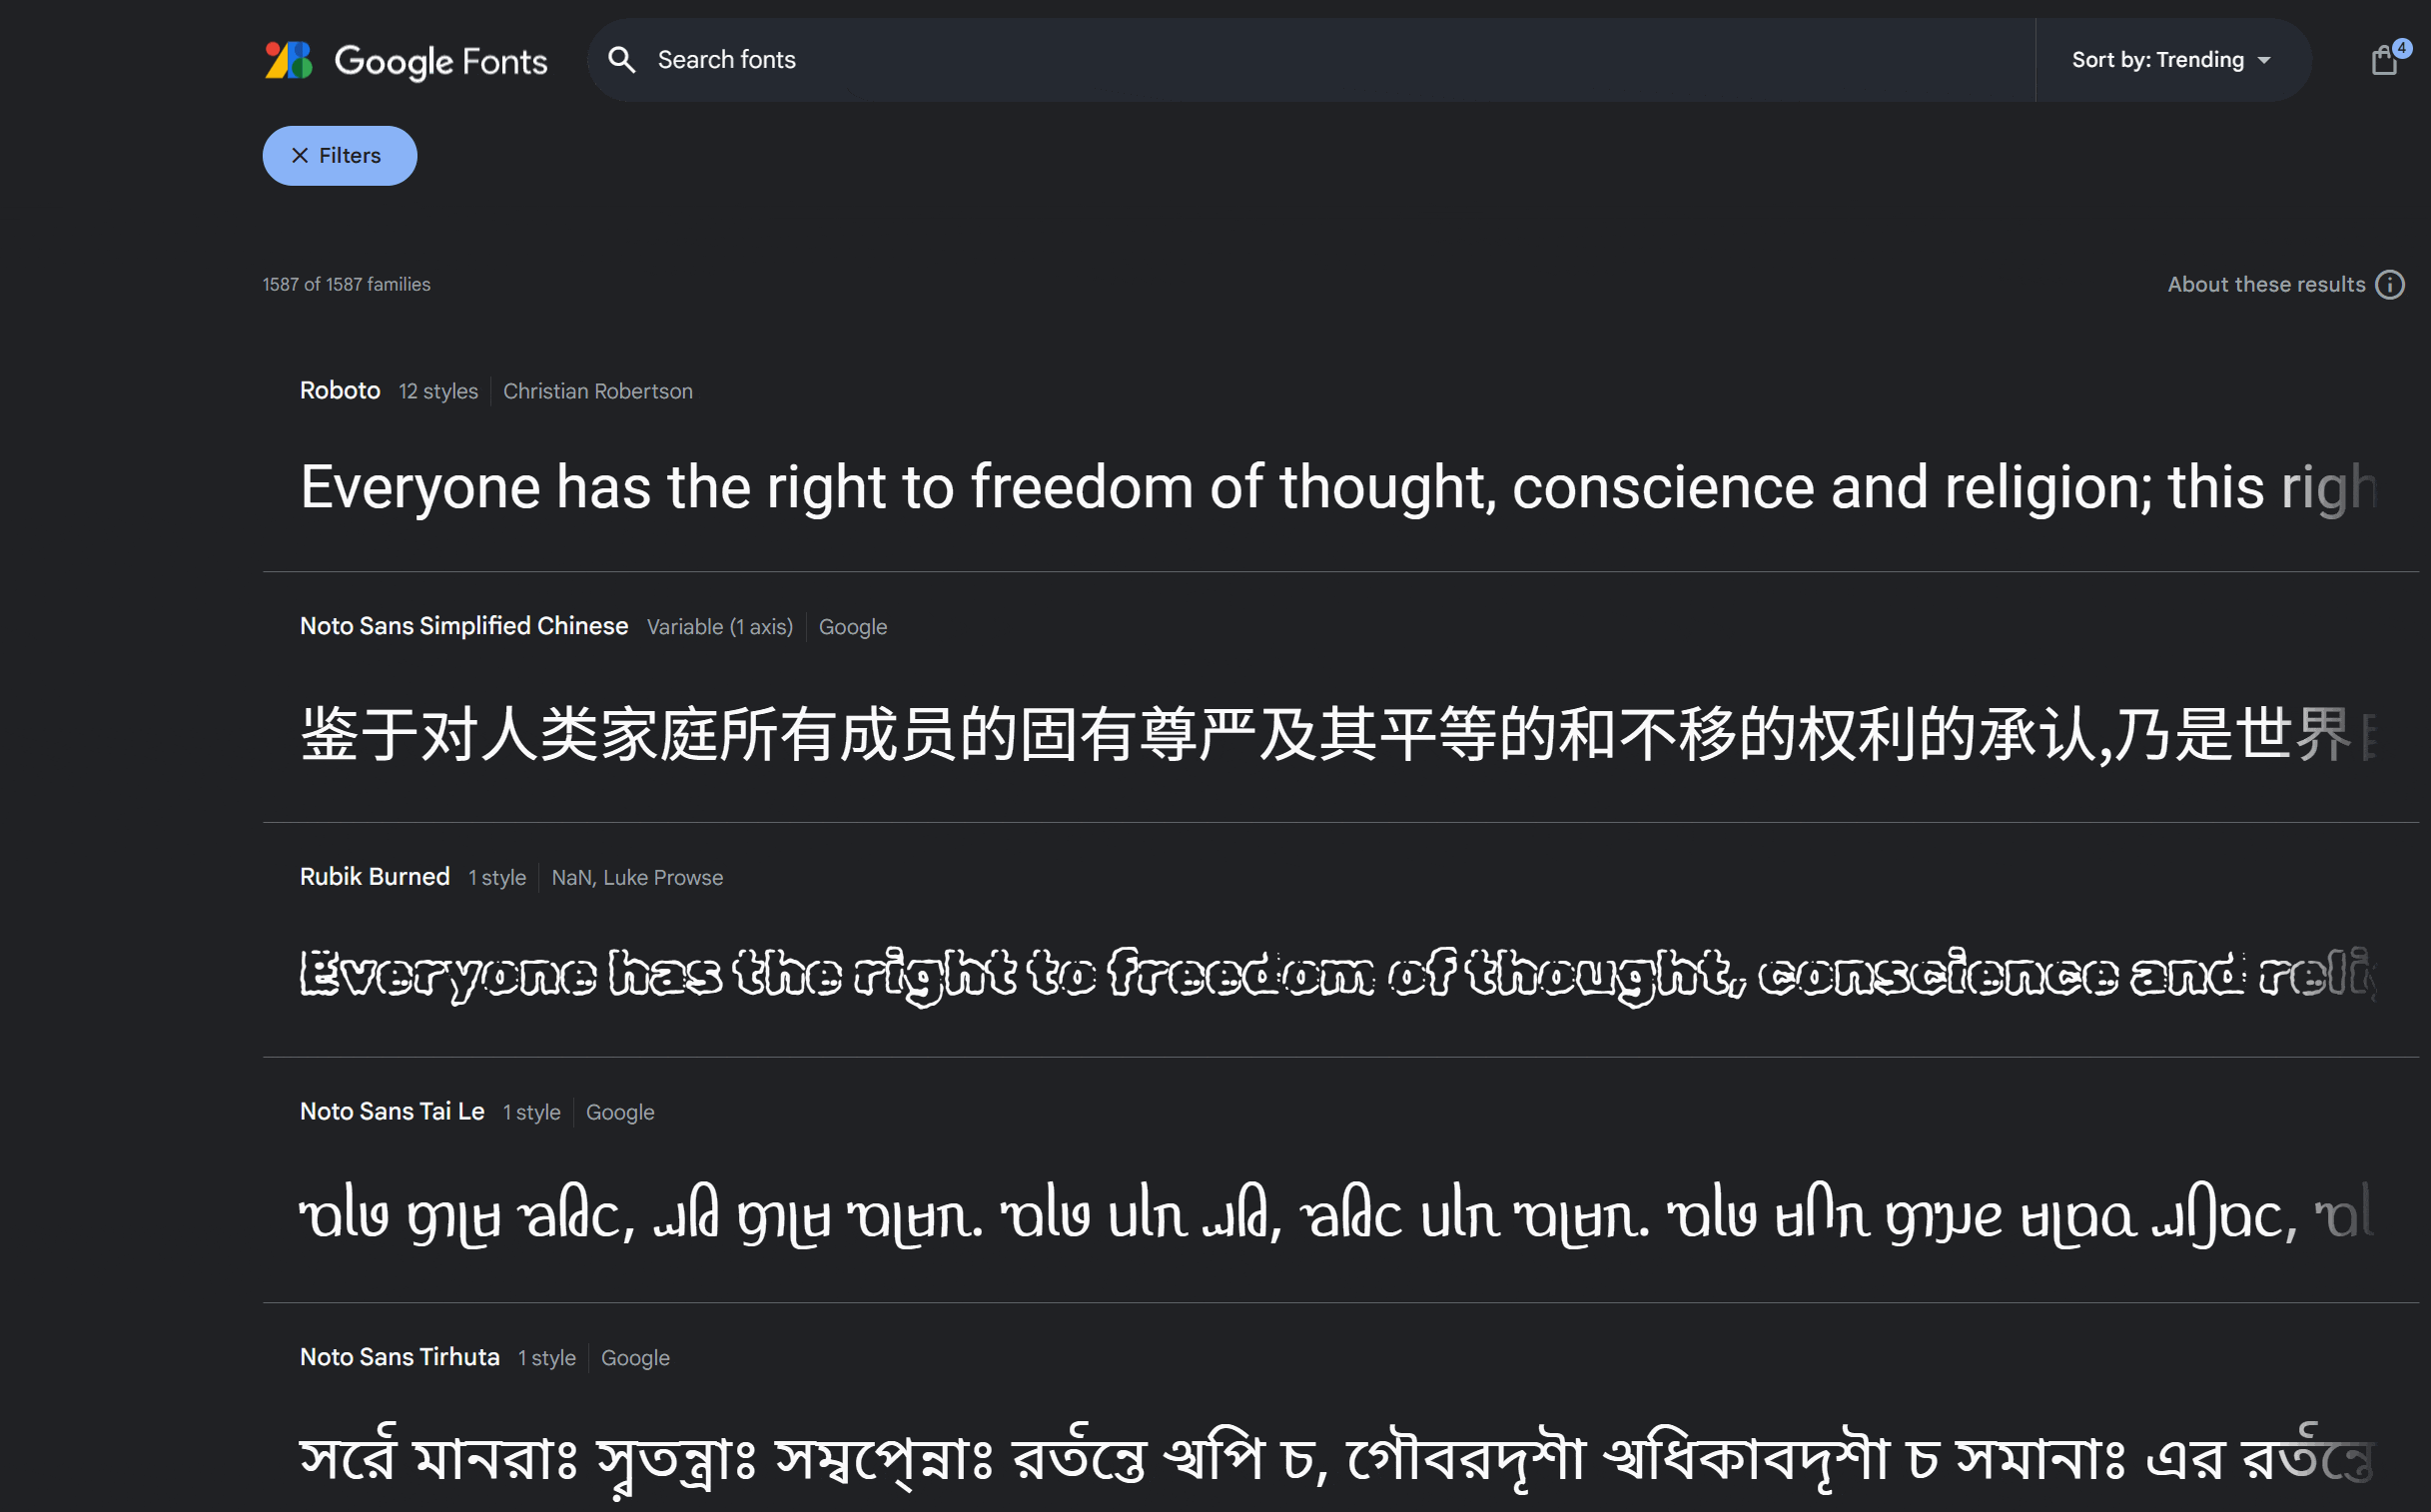 Google Fonts
Search fonts
Sort by: Trending
4
Filters
1587 of 1587 families
About these results
Roboto 12 styles Christian Robertson
Everyone has the right to freedom of thought, conscience and religion; this righ
Noto Sans Simplified Chinese Variable (1 axis) Google
鉴于对人类家庭所有成员的固有尊严及其平等的和不移的权利的承认,乃是世界
Rubik Burned 1 style NaN, Luke Prowse
Everyone has the right to freedom of thought, conscience and reli
Noto Sans Tai Le 1 style Google
Noto Sans Tirhuta 1 style Google